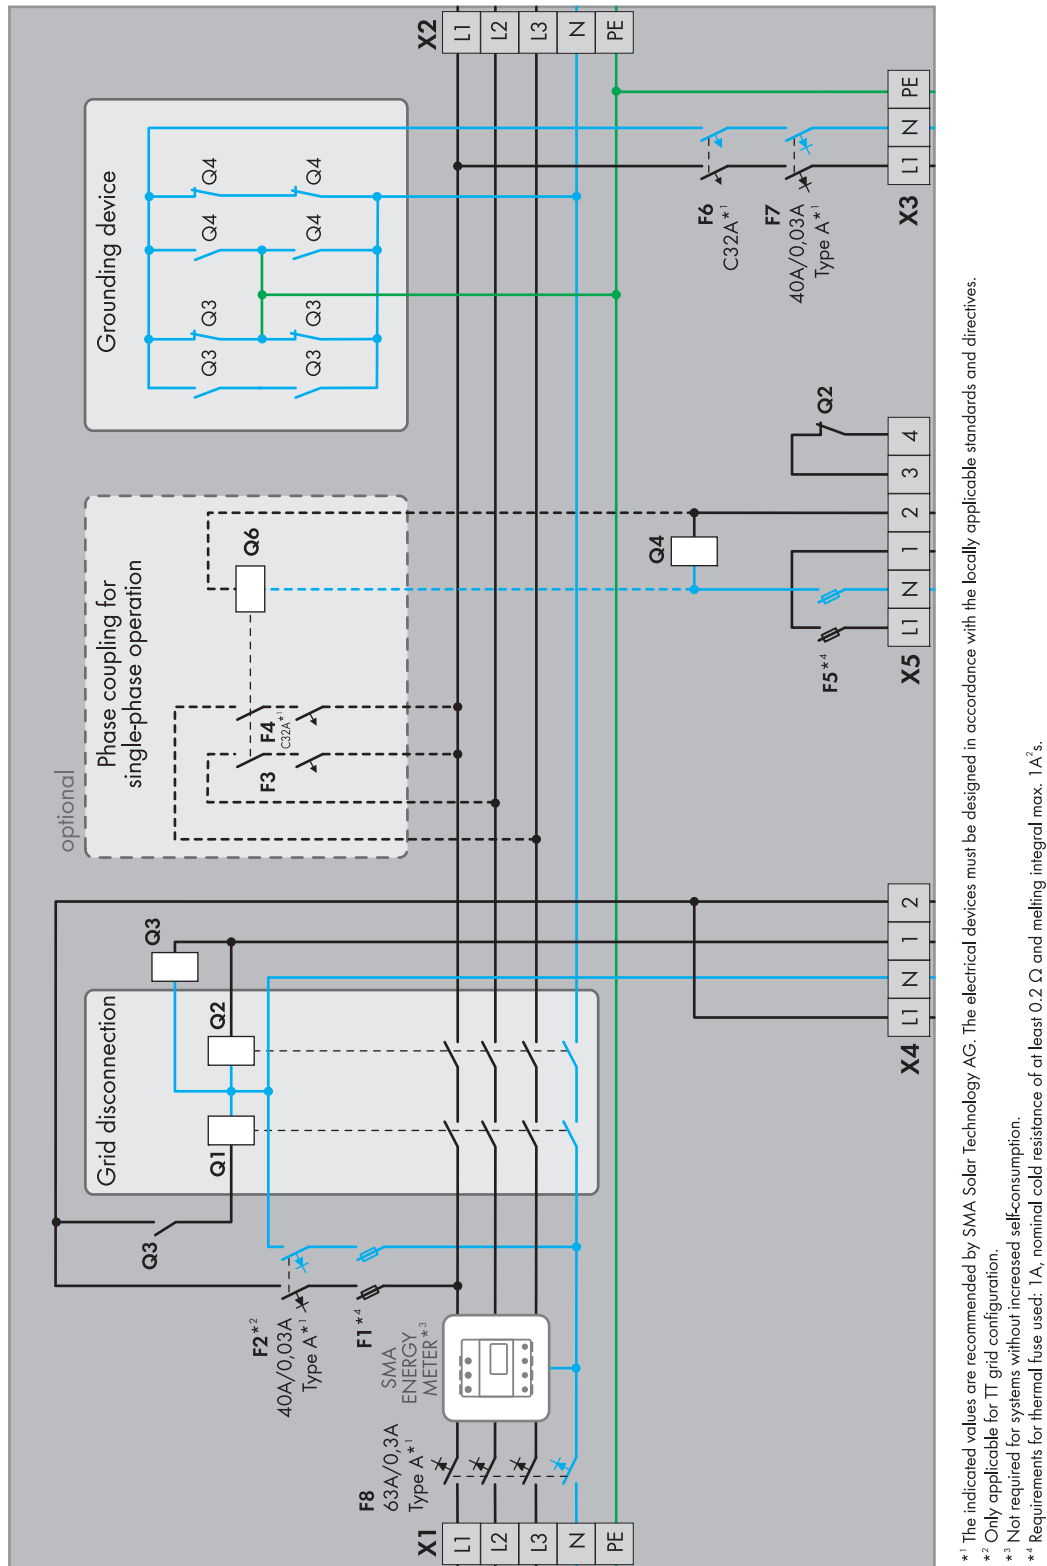 X1
L1
L2
L3
N
PE
F8
63A/0,3A
Type A*¹
SMA
ENERGY
METER*³
F1*⁴
F2*²
40A/0,03A
Type A*¹
Q3
Grid disconnection
Q1
Q2
Q3
X4
L1
N
1
2
optional
Phase coupling for
single-phase operation
F3
F4
C32A*¹
Q6
Q4
X5
L1
N
1
2
3
4
F5*⁴
Q2
Grounding device
Q3
Q3
Q4
Q4
Q3
Q3
Q4
Q4
F6
C32A*¹
F7
40A/0,03A
Type A*¹
X3
L1
N
PE
X2
L1
L2
L3
N
PE
*¹ The indicated values are recommended by SMA Solar Technology AG. The electrical devices must be designed in accordance with the locally applicable standards and directives.
*² Only applicable for TT grid configuration.
*³ Not required for systems without increased self-consumption.
*⁴ Requirements for thermal fuse used: 1A, nominal cold resistance of at least 0.2 Ω and melting integral max. 1A²s.